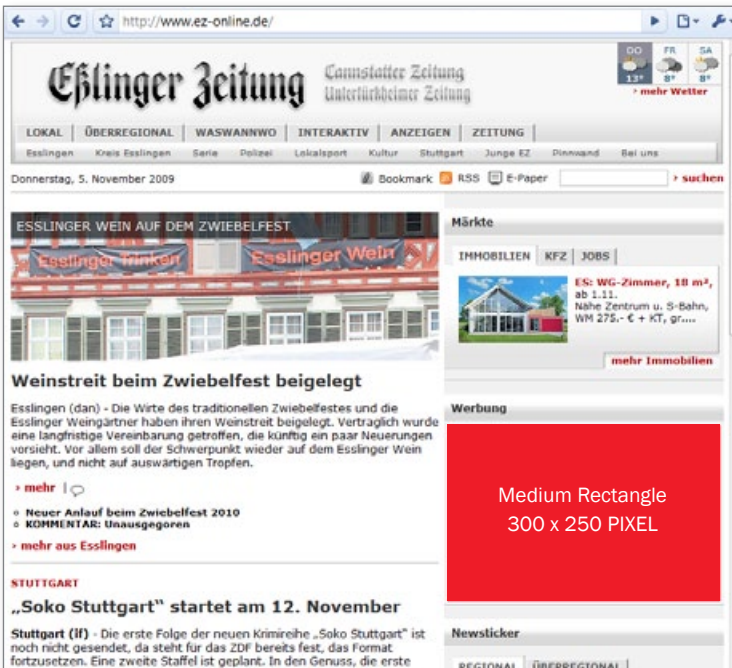 http://www.ez-online.de/
Eßlinger Zeitung
Cannstatter Zeitung
Untertürkheimer Zeitung
DO FR SA
13° 8° 8°
› mehr Wetter
LOKAL ÜBERREGIONAL WASWANNWO INTERAKTIV ANZEIGEN ZEITUNG
Esslingen Kreis Esslingen Serie Polizei Lokalsport Kultur Stuttgart Junge EZ Pinnwand Bei uns
Donnerstag, 5. November 2009 Bookmark RSS E-Paper › suchen
ESSLINGER WEIN AUF DEM ZWIEBELFEST
Esslinger Trinken Esslinger Wein
Weinstreit beim Zwiebelfest beigelegt
Esslingen (dan) - Die Wirte des traditionellen Zwiebelfestes und die
Esslinger Weingärtner haben ihren Weinstreit beigelegt. Vertraglich wurde
eine langfristige Vereinbarung getroffen, die künftig ein paar Neuerungen
vorsieht. Vor allem soll der Schwerpunkt wieder auf dem Esslinger Wein
liegen, und nicht auf auswärtigen Tropfen.
› mehr |
Neuer Anlauf beim Zwiebelfest 2010
KOMMENTAR: Unausgegoren
› mehr aus Esslingen
STUTTGART
„Soko Stuttgart" startet am 12. November
Stuttgart (lf) - Die erste Folge der neuen Krimireihe „Soko Stuttgart" ist
noch nicht gesendet, da steht für das ZDF bereits fest, das Format
fortzusetzen. Eine zweite Staffel ist geplant. In den Genuss, die erste
Märkte
IMMOBILIEN KFZ JOBS
ES: WG-Zimmer, 18 m²,
ab 1.11.
Nähe Zentrum u. S-Bahn,
WM 275,- € + KT, gr....
mehr Immobilien
Werbung
Medium Rectangle
300 x 250 PIXEL
Newsticker
REGIONAL ÜBERREGIONAL